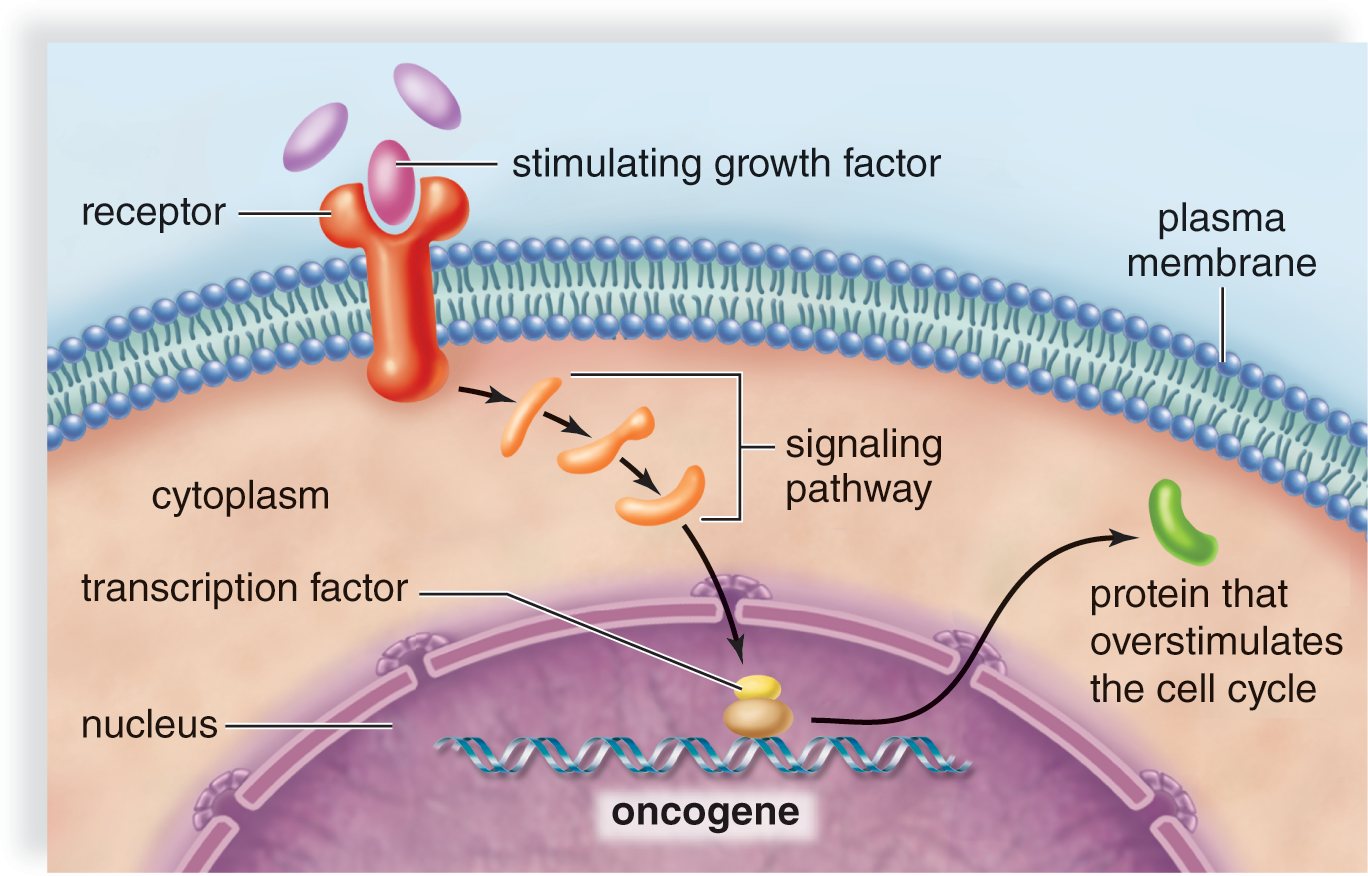 stimulating growth factor
receptor
plasma
membrane
signaling
pathway
cytoplasm
transcription factor
protein that
overstimulates
the cell cycle
nucleus
oncogene